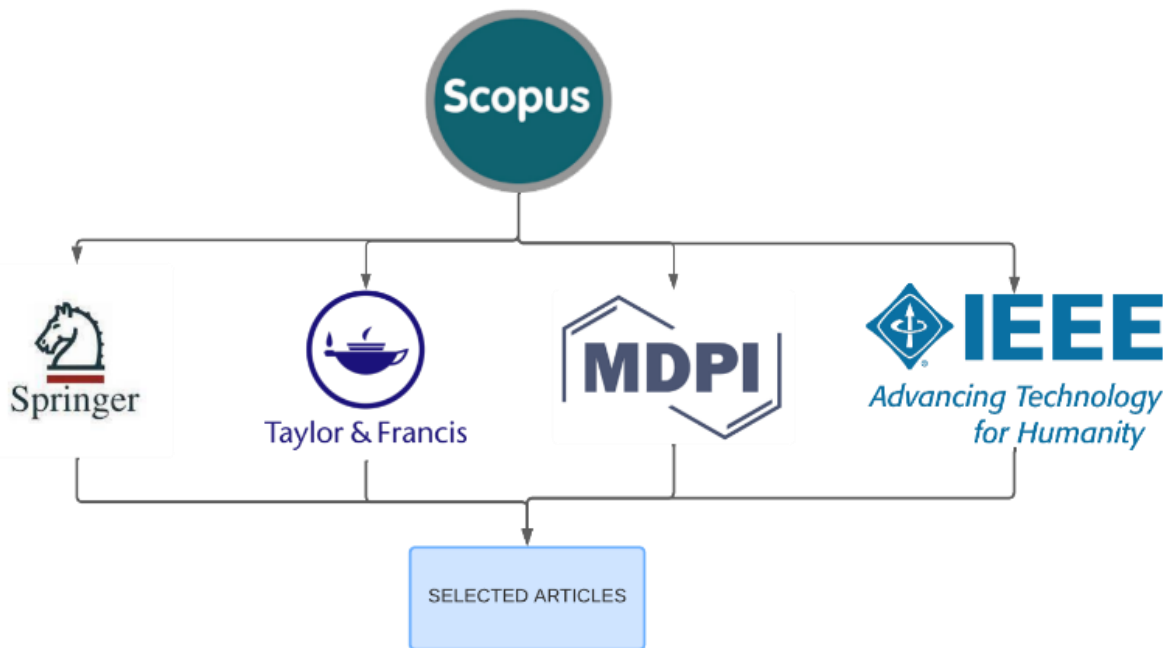 Scopus
Springer
Taylor & Francis
MDPI
IEEE
Advancing Technology
for Humanity
SELECTED ARTICLES